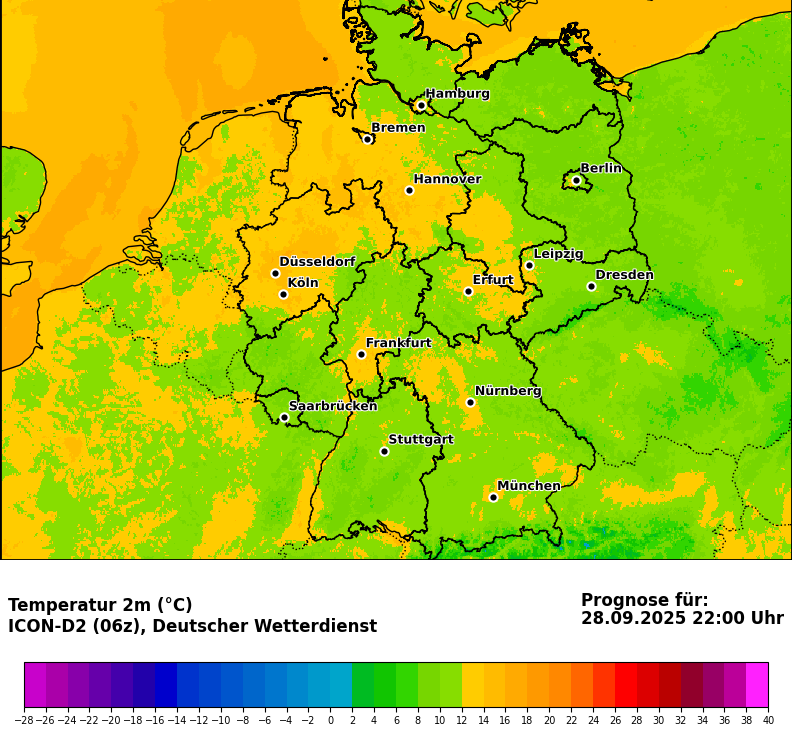 Hamburg
Bremen
Berlin
Hannover
Leipzig
Düsseldorf
Dresden
Köln
Erfurt
Frankfurt
Nürnberg
Saarbrücken
Stuttgart
München
Temperatur 2m (°C)
ICON-D2 (06z), Deutscher Wetterdienst
Prognose für:
28.09.2025 22:00 Uhr
−28 −26 −24 −22 −20 −18 −16 −14 −12 −10 −8 −6 −4 −2 0 2 4 6 8 10 12 14 16 18 20 22 24 26 28 30 32 34 36 38 40